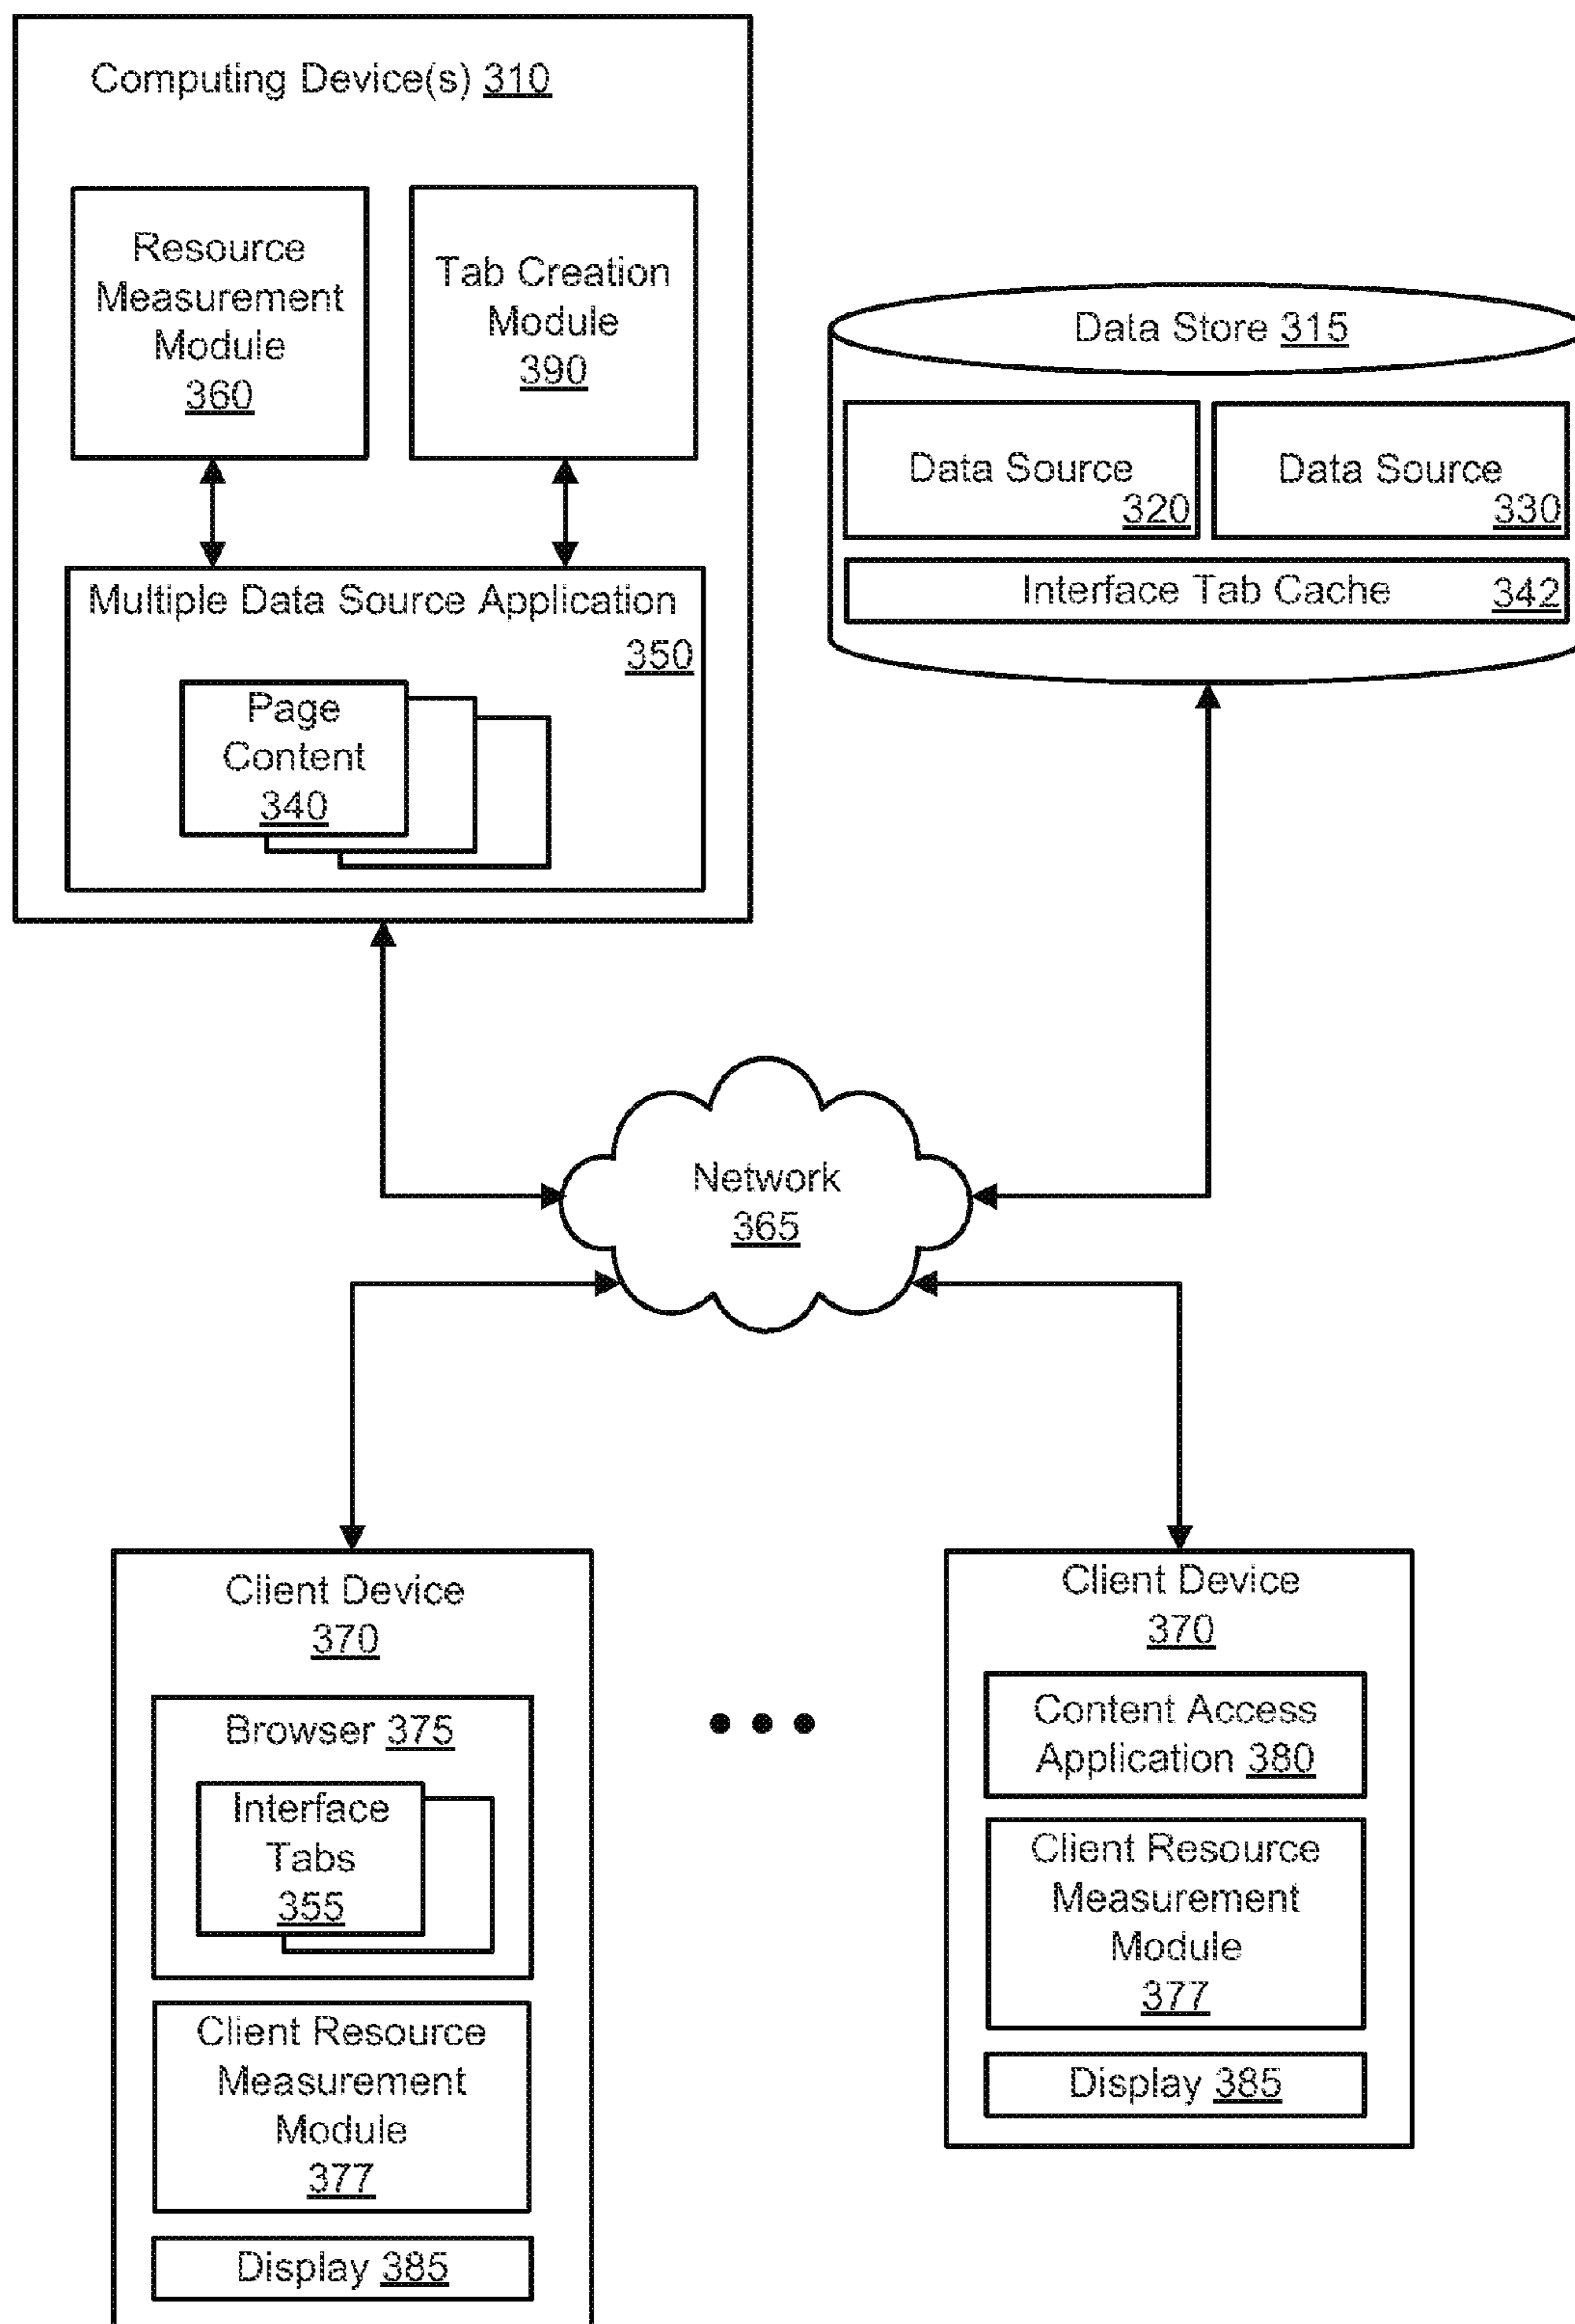 Computing Device(s) 310
Resource
Measurement
Module
360
Tab Creation
Module
390
Multiple Data Source Application
350
Page
Content
340
Data Store 315
Data Source
320
Data Source
330
Interface Tab Cache 342
Network
365
Client Device
370
Browser 375
Interface
Tabs
355
Client Resource
Measurement
Module
377
Display 385
Client Device
370
Content Access
Application 380
Client Resource
Measurement
Module
377
Display 385